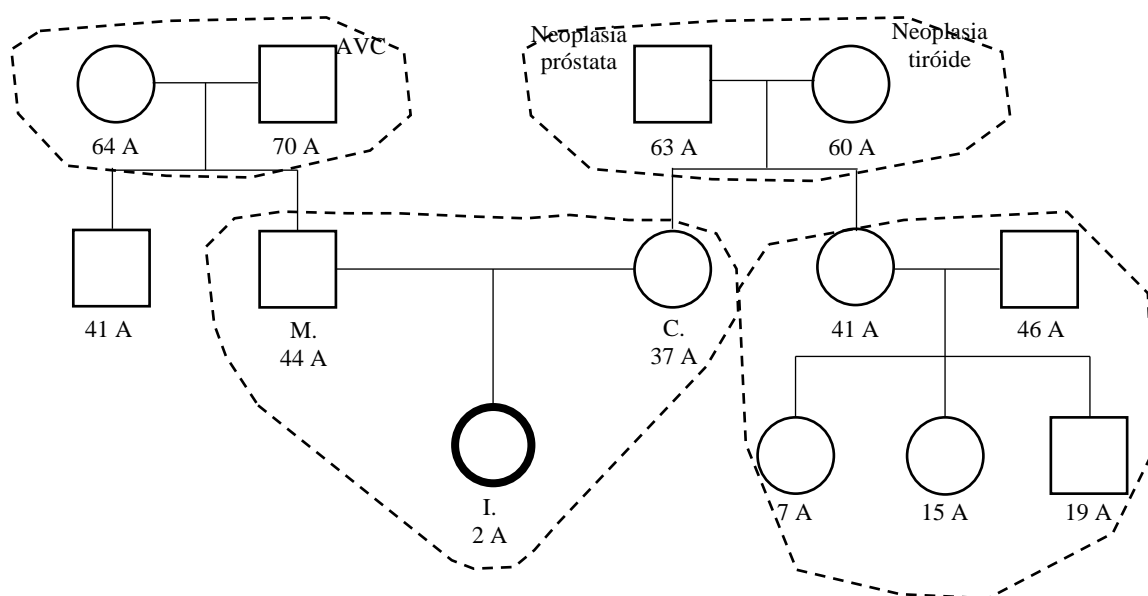 AVC
Neoplasia
próstata
Neoplasia
tiróide
64 A
70 A
63 A
60 A
41 A
M.
44 A
C.
37 A
41 A
46 A
I.
2 A
7 A
15 A
19 A